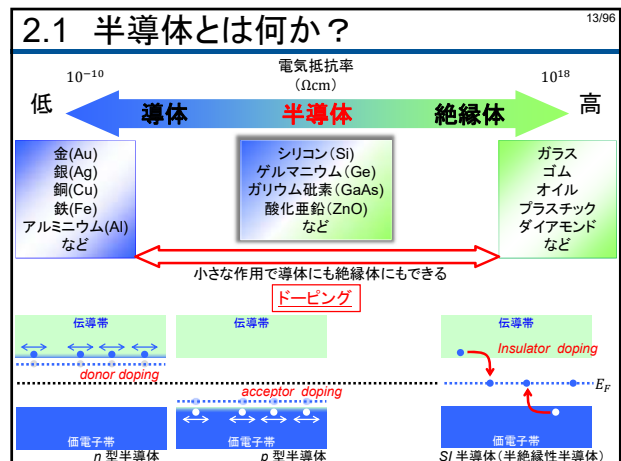 2.1 半導体とは何か？
13/96
電気抵抗率
(Ωcm)
10⁻¹⁰
10¹⁸
低
導体
半導体
絶縁体
高
金(Au)
銀(Ag)
銅(Cu)
鉄(Fe)
アルミニウム(Al)
など
シリコン(Si)
ゲルマニウム(Ge)
ガリウム砒素(GaAs)
酸化亜鉛(ZnO)
など
ガラス
ゴム
オイル
プラスチック
ダイアモンド
など
小さな作用で導体にも絶縁体にもできる
ドーピング
伝導帯
donor doping
価電子帯
n 型半導体
伝導帯
acceptor doping
価電子帯
p 型半導体
伝導帯
Insulator doping
E_F
価電子帯
SI 半導体(半絶縁性半導体)